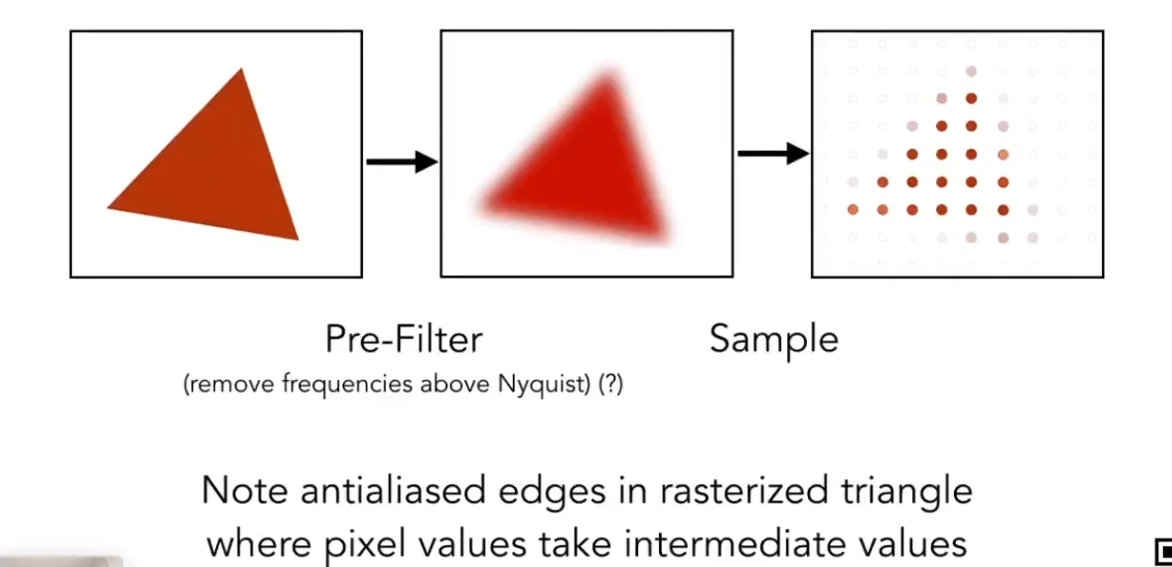 Pre-Filter
Sample
(remove frequencies above Nyquist) (?)
Note antialiased edges in rasterized triangle
where pixel values take intermediate values